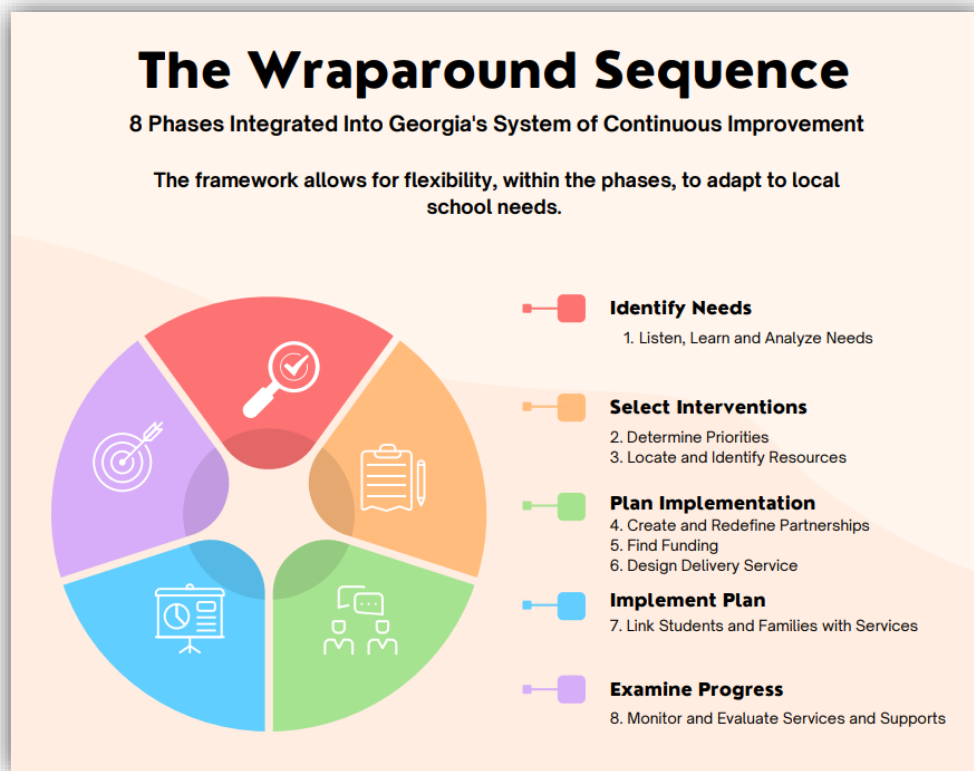 The Wraparound Sequence
8 Phases Integrated Into Georgia's System of Continuous Improvement
The framework allows for flexibility, within the phases, to adapt to local
school needs.
Identify Needs
1. Listen, Learn and Analyze Needs
Select Interventions
2. Determine Priorities
3. Locate and Identify Resources
Plan Implementation
4. Create and Redefine Partnerships
5. Find Funding
6. Design Delivery Service
Implement Plan
7. Link Students and Families with Services
Examine Progress
8. Monitor and Evaluate Services and Supports